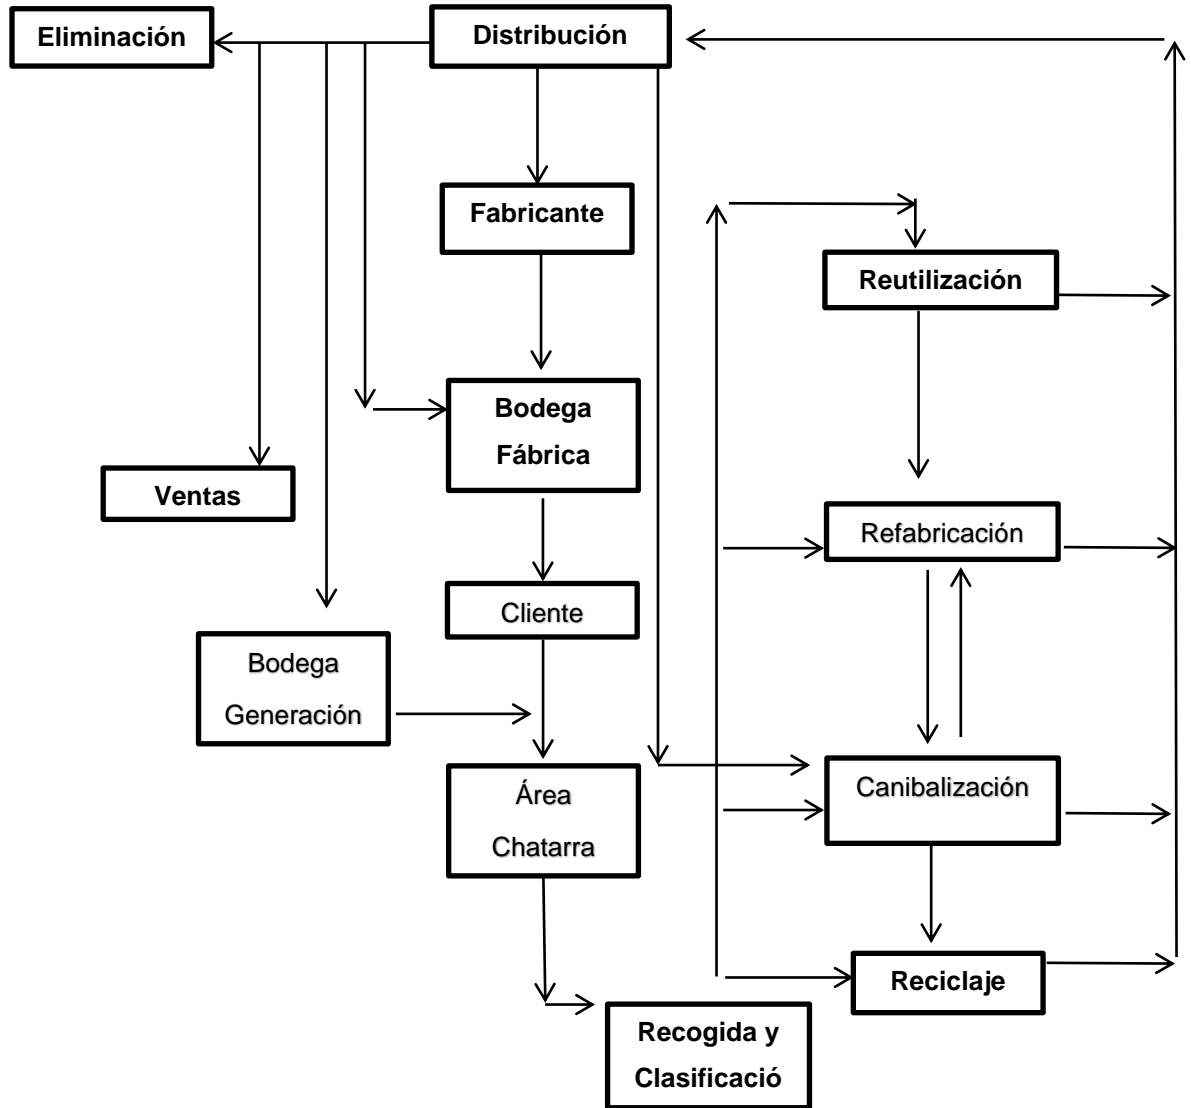 Eliminación
Distribución
Fabricante
Reutilización
Bodega
Fábrica
Ventas
Refabricación
Cliente
Bodega
Generación
Área
Chatarra
Canibalización
Reciclaje
Recogida y
Clasificació